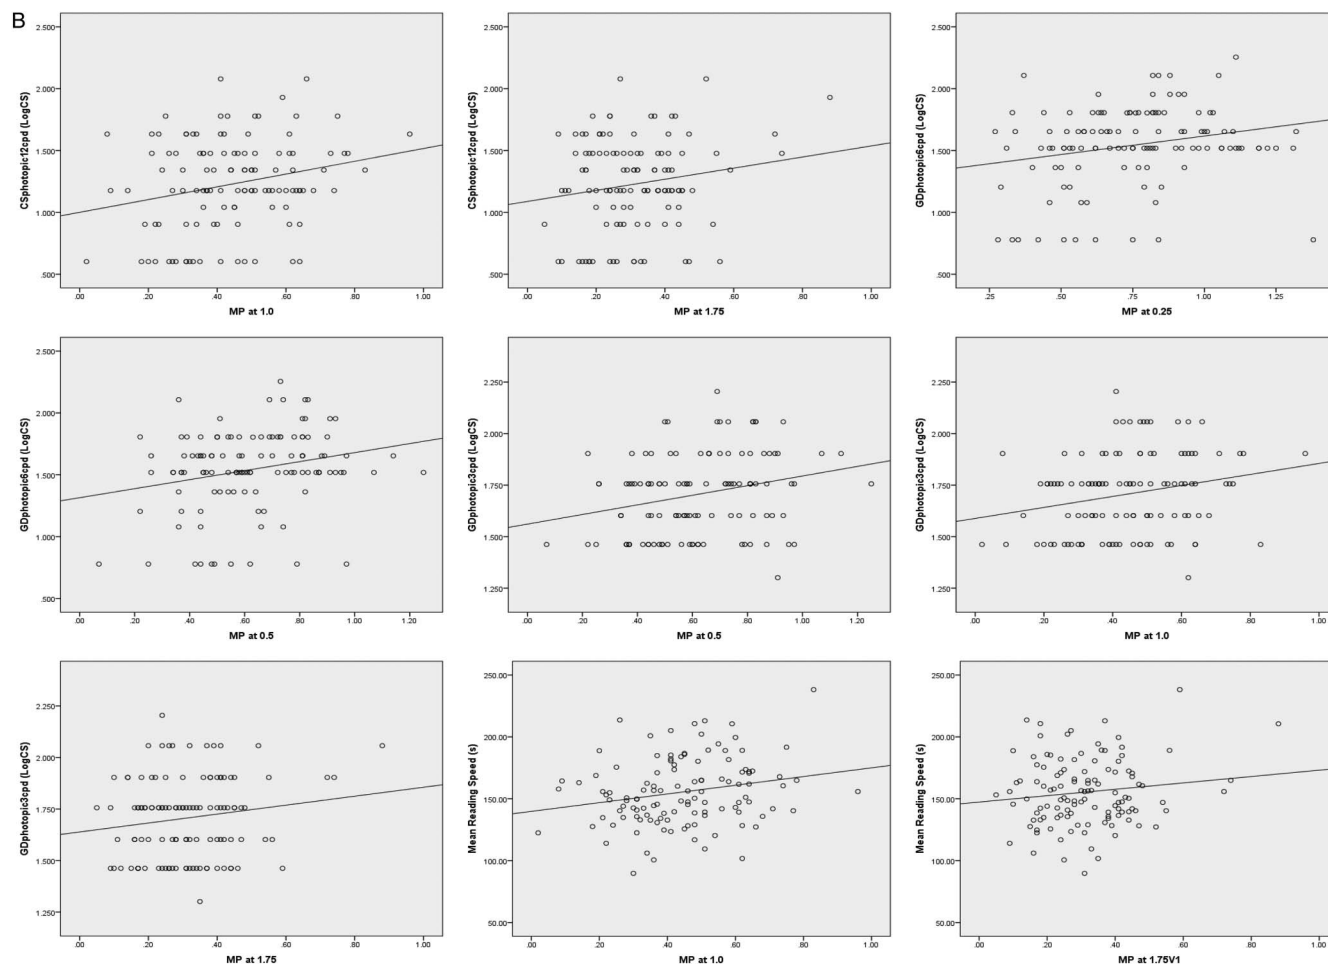 B
2.500
2.000
1.500
1.000
.500
CSphotopic12cpd (LogCS)
.00 .20 .40 .60 .80 1.00
MP at 1.0
2.500
2.000
1.500
1.000
.500
CSphotopic12cpd (LogCS)
.00 .20 .40 .60 .80 1.00
MP at 1.75
2.500
2.000
1.500
1.000
.500
GDphotopic6cpd (LogCS)
.25 .50 .75 1.00 1.25
MP at 0.25
2.500
2.000
1.500
1.000
.500
GDphotopic6cpd (LogCS)
.00 .20 .40 .60 .80 1.00 1.20
MP at 0.5
2.250
2.000
1.750
1.500
1.250
GDphotopic3cpd (LogCS)
.00 .20 .40 .60 .80 1.00 1.20
MP at 0.5
2.250
2.000
1.750
1.500
1.250
GDphotopic3cpd (LogCS)
.00 .20 .40 .60 .80 1.00
MP at 1.0
2.250
2.000
1.750
1.500
1.250
GDphotopic3cpd (LogCS)
.00 .20 .40 .60 .80 1.00
MP at 1.75
250.00
200.00
150.00
100.00
50.00
Mean Reading Speed (s)
.00 .20 .40 .60 .80 1.00
MP at 1.0
250.00
200.00
150.00
100.00
50.00
Mean Reading Speed (s)
.00 .20 .40 .60 .80 1.00
MP at 1.75V1